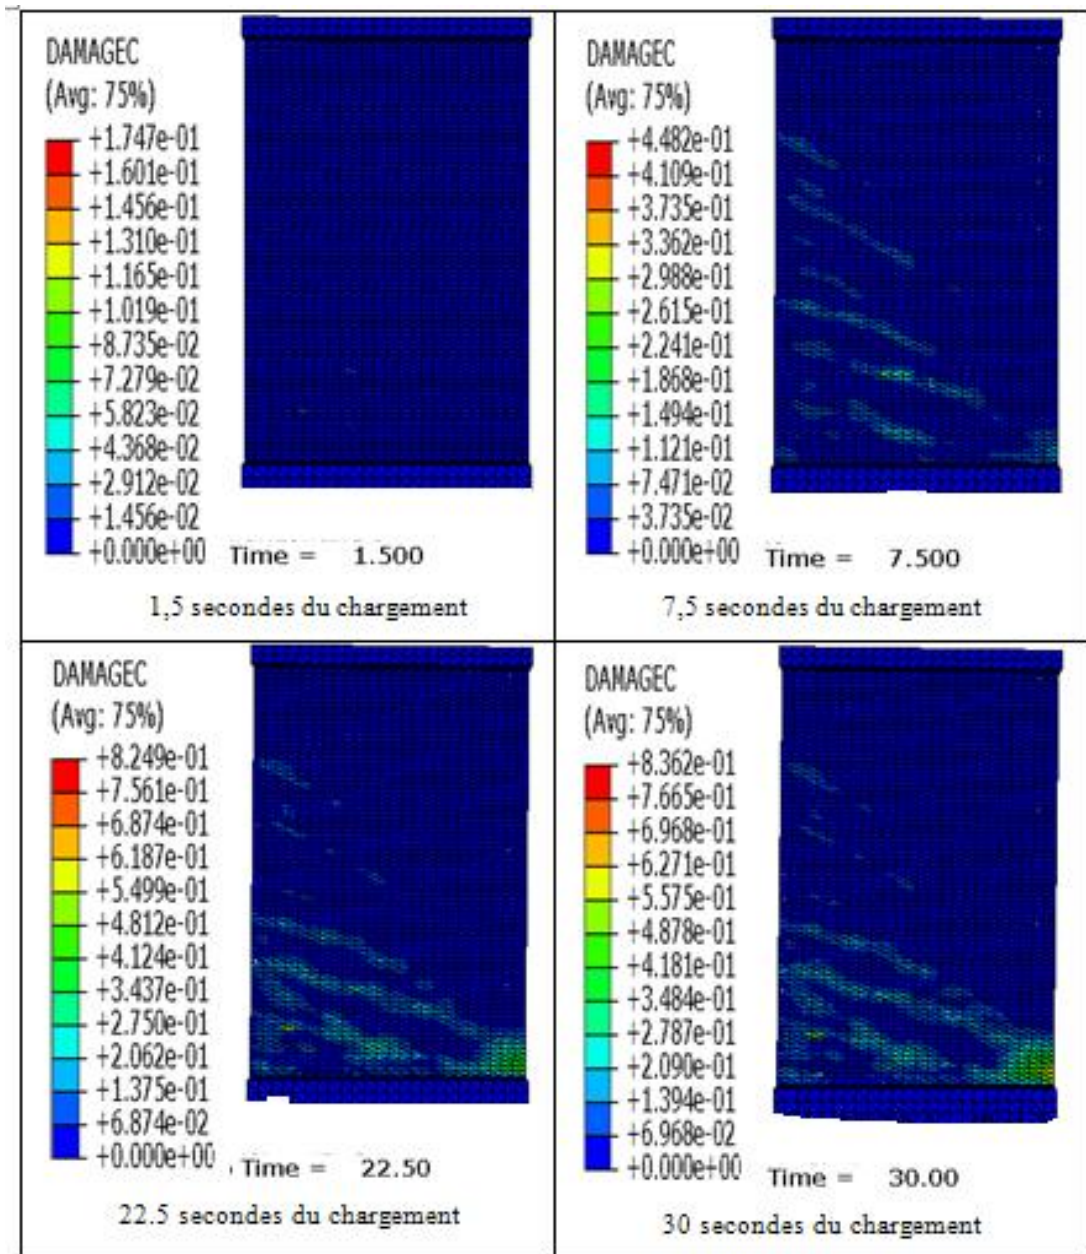 DAMAGEC
(Avg: 75%)
+1.747e-01
+1.601e-01
+1.456e-01
+1.310e-01
+1.165e-01
+1.019e-01
+8.735e-02
+7.279e-02
+5.823e-02
+4.368e-02
+2.912e-02
+1.456e-02
+0.000e+00
Time = 1.500
1,5 secondes du chargement
DAMAGEC
(Avg: 75%)
+4.482e-01
+4.109e-01
+3.735e-01
+3.362e-01
+2.988e-01
+2.615e-01
+2.241e-01
+1.868e-01
+1.494e-01
+1.121e-01
+7.471e-02
+3.735e-02
+0.000e+00
Time = 7.500
7,5 secondes du chargement
DAMAGEC
(Avg: 75%)
+8.249e-01
+7.561e-01
+6.874e-01
+6.187e-01
+5.499e-01
+4.812e-01
+4.124e-01
+3.437e-01
+2.750e-01
+2.062e-01
+1.375e-01
+6.874e-02
+0.000e+00
Time = 22.50
22.5 secondes du chargement
DAMAGEC
(Avg: 75%)
+8.362e-01
+7.665e-01
+6.968e-01
+6.271e-01
+5.575e-01
+4.878e-01
+4.181e-01
+3.484e-01
+2.787e-01
+2.090e-01
+1.394e-01
+6.968e-02
+0.000e+00
Time = 30.00
30 secondes du chargement